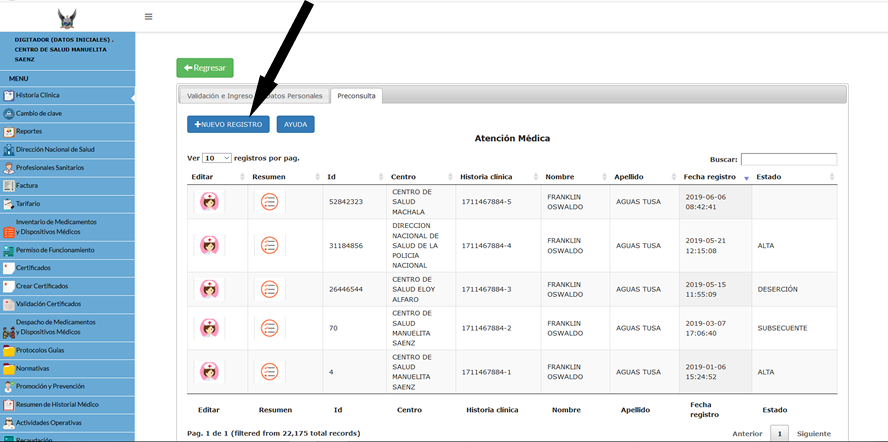 DIGITADOR (DATOS INICIALES) .
CENTRO DE SALUD MANUELITA
SAENZ
MENU
Historia Clínica
Cambio de clave
Reportes
Dirección Nacional de Salud
Profesionales Sanitarios
Factura
Tarifario
Inventario de Medicamentos
y Dispositivos Médicos
Permiso de Funcionamiento
Certificados
Crear Certificados
Validación Certificados
Despacho de Medicamentos
y Dispositivos Médicos
Protocolos Guías
Normativas
Promoción y Prevención
Resumen de Historial Médico
Actividades Operativas
Recaudación
Regresar
Validación e Ingreso Datos Personales Preconsulta
NUEVO REGISTRO AYUDA
Atención Médica
Ver 10 registros por pag. Buscar:
Editar Resumen Id Centro Historia clínica Nombre Apellido Fecha registro Estado
52842323 CENTRO DE SALUD MACHALA 1711467884-5 FRANKLIN OSWALDO AGUAS TUSA 2019-06-06 08:42:41
31184856 DIRECCION NACIONAL DE SALUD DE LA POLICIA NACIONAL 1711467884-4 FRANKLIN OSWALDO AGUAS TUSA 2019-05-21 12:15:08 ALTA
26446544 CENTRO DE SALUD ELOY ALFARO 1711467884-3 FRANKLIN OSWALDO AGUAS TUSA 2019-05-15 11:55:09 DESERCIÓN
70 CENTRO DE SALUD MANUELITA SAENZ 1711467884-2 FRANKLIN OSWALDO AGUAS TUSA 2019-03-07 17:06:40 SUBSECUENTE
4 CENTRO DE SALUD MANUELITA SAENZ 1711467884-1 FRANKLIN OSWALDO AGUAS TUSA 2019-01-06 15:24:52 ALTA
Editar Resumen Id Centro Historia clínica Nombre Apellido Fecha registro Estado
Pag. 1 de 1 (filtered from 22,175 total records) Anterior 1 Siguiente